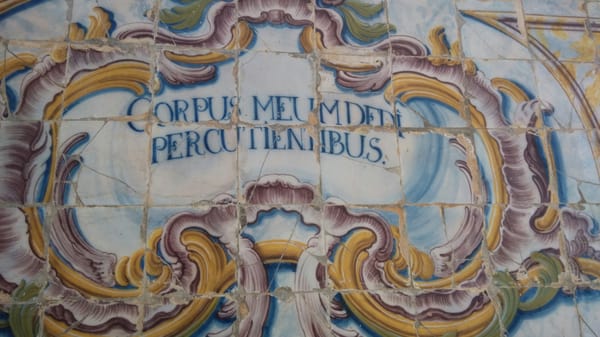 CORPUS MEUM DEDI
PERCUTIENTIBUS.